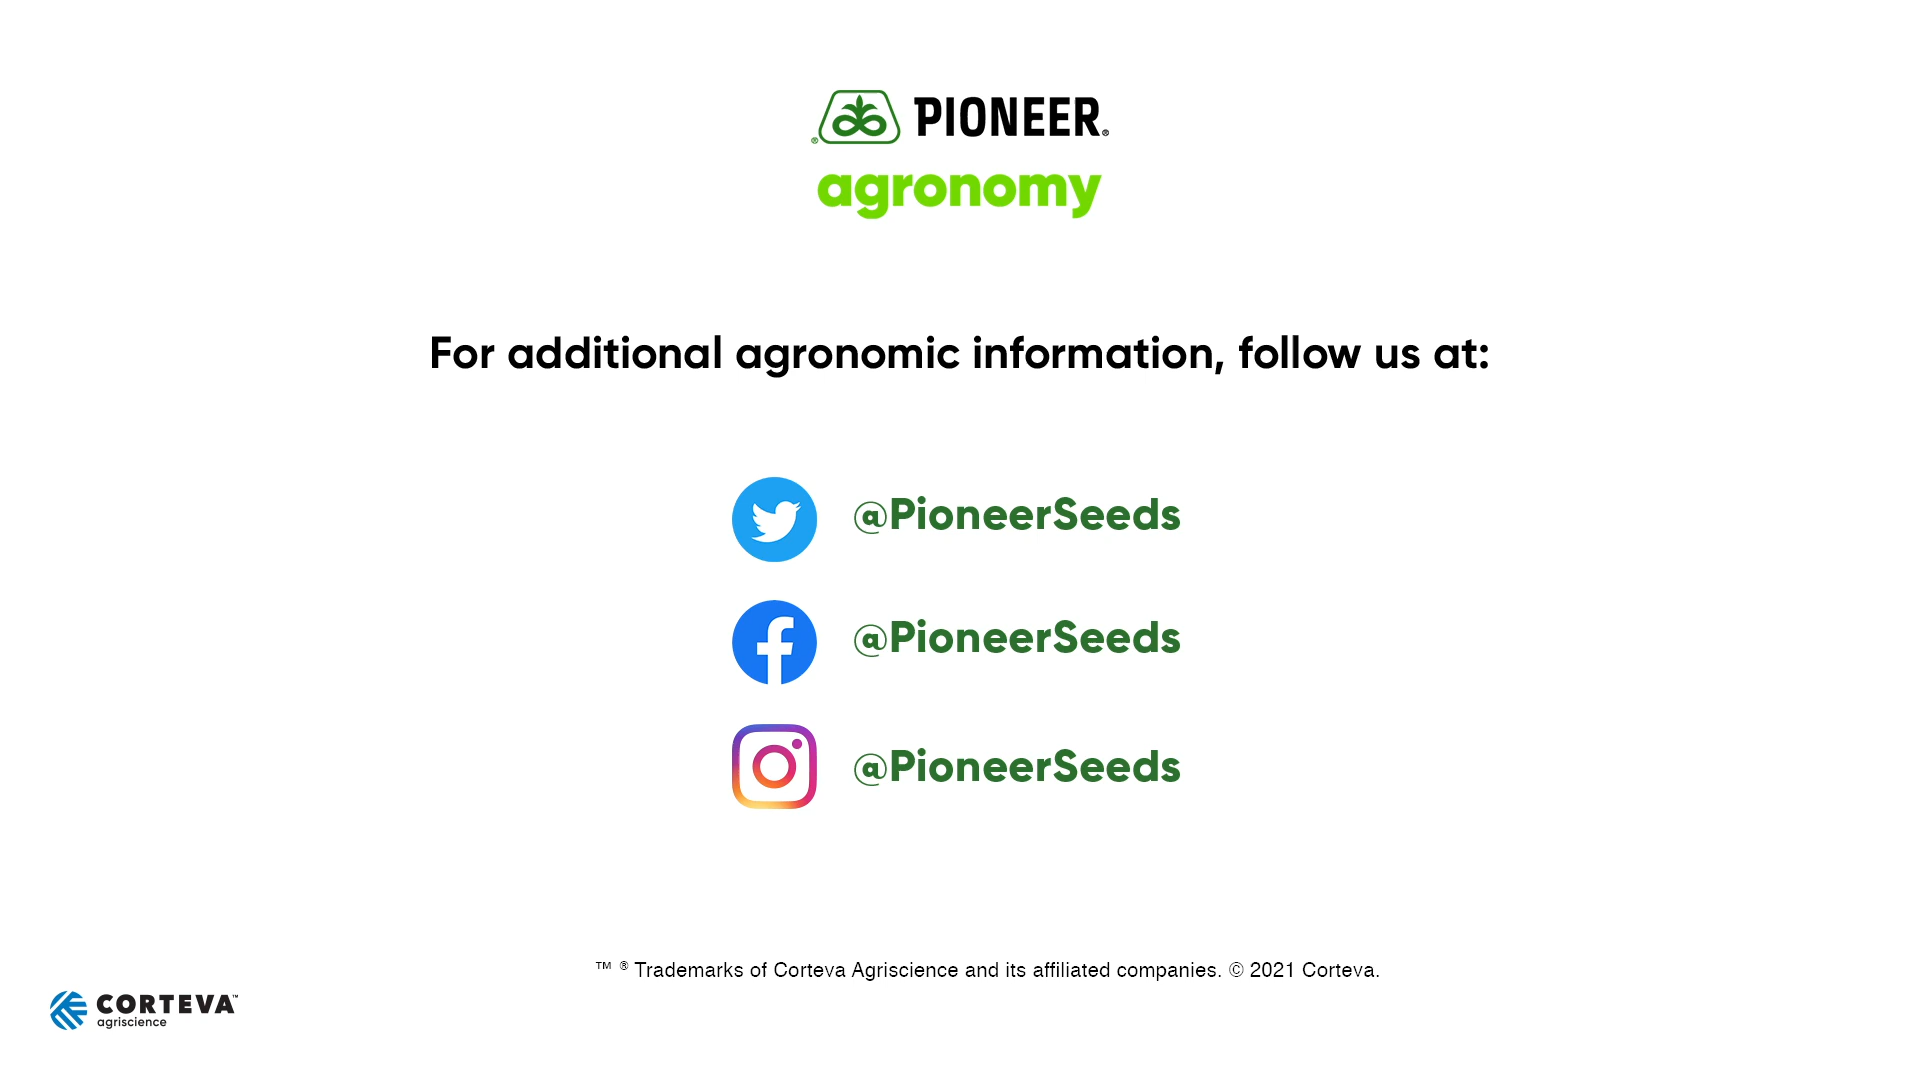 PIONEER®
®
agronomy
For additional agronomic information, follow us at:
@PioneerSeeds
@PioneerSeeds
@PioneerSeeds
™ ® Trademarks of Corteva Agriscience and its affiliated companies. © 2021 Corteva.
CORTEVA™
agriscience